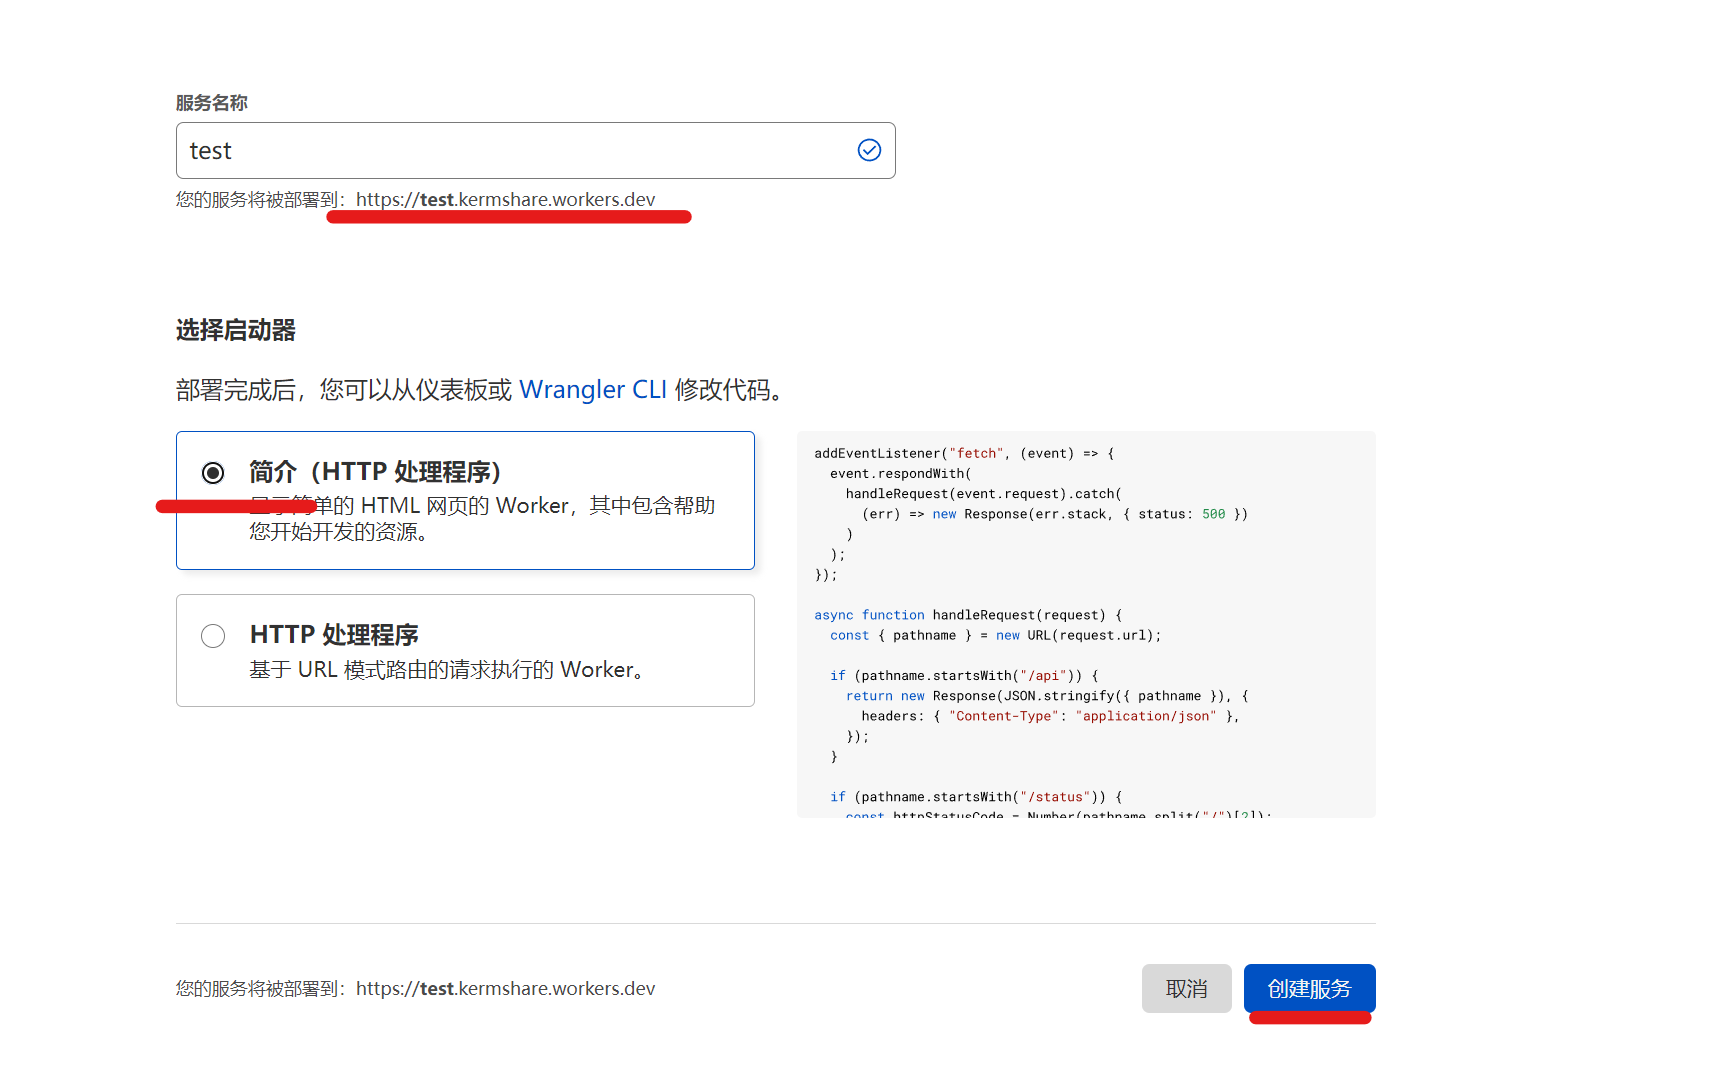 服务名称
test
您的服务将被部署到：https://test.kermshare.workers.dev
选择启动器
部署完成后，您可以从仪表板或 Wrangler CLI 修改代码。
简介（HTTP 处理程序）
单的 HTML 网页的 Worker，其中包含帮助
您开始开发的资源。
HTTP 处理程序
基于 URL 模式路由的请求执行的 Worker。
addEventListener("fetch", (event) => {
  event.respondWith(
    handleRequest(event.request).catch(
      (err) => new Response(err.stack, { status: 500 })
    )
  );
});
async function handleRequest(request) {
  const { pathname } = new URL(request.url);
  if (pathname.startsWith("/api")) {
    return new Response(JSON.stringify({ pathname }), {
      headers: { "Content-Type": "application/json" },
    });
  }
  if (pathname.startsWith("/status")) {
    const httpStatusCode = Number(pathname.split("/")[2]);
您的服务将被部署到：https://test.kermshare.workers.dev
取消
创建服务